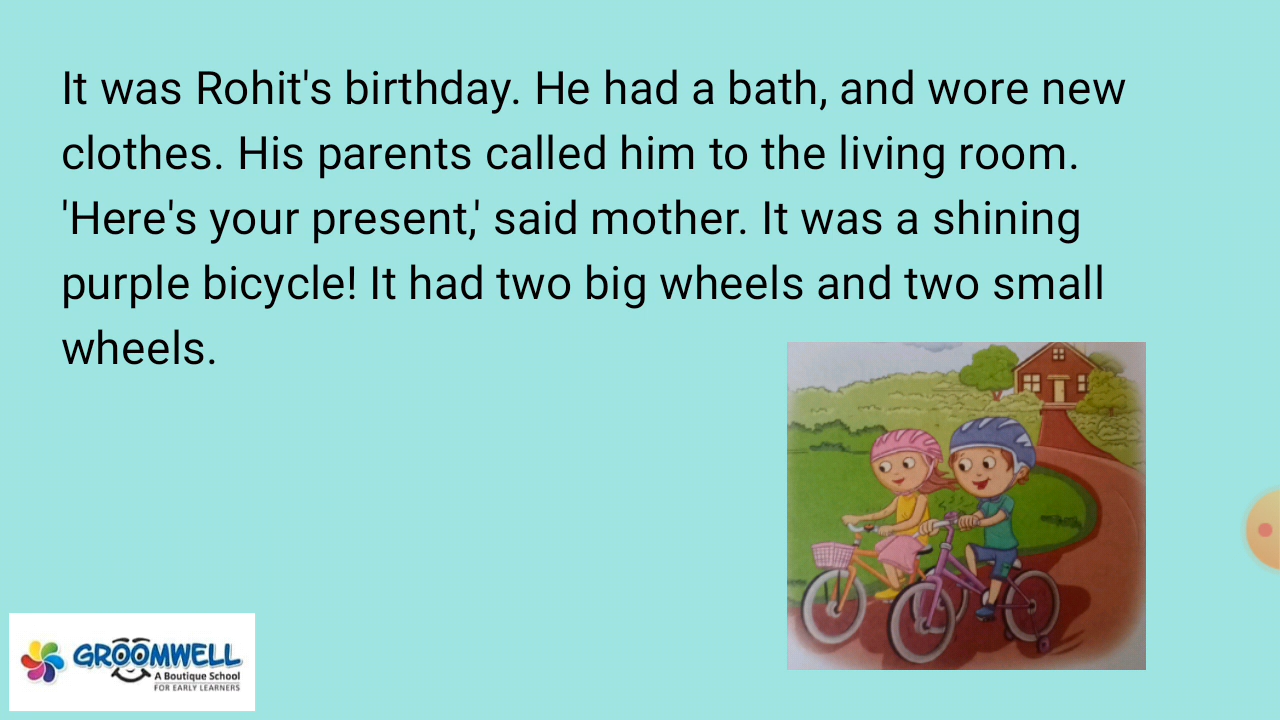 It was Rohit's birthday. He had a bath, and wore new
clothes. His parents called him to the living room.
'Here's your present,' said mother. It was a shining
purple bicycle! It had two big wheels and two small
wheels.
GROOMWELL
A Boutique School
FOR EARLY LEARNERS